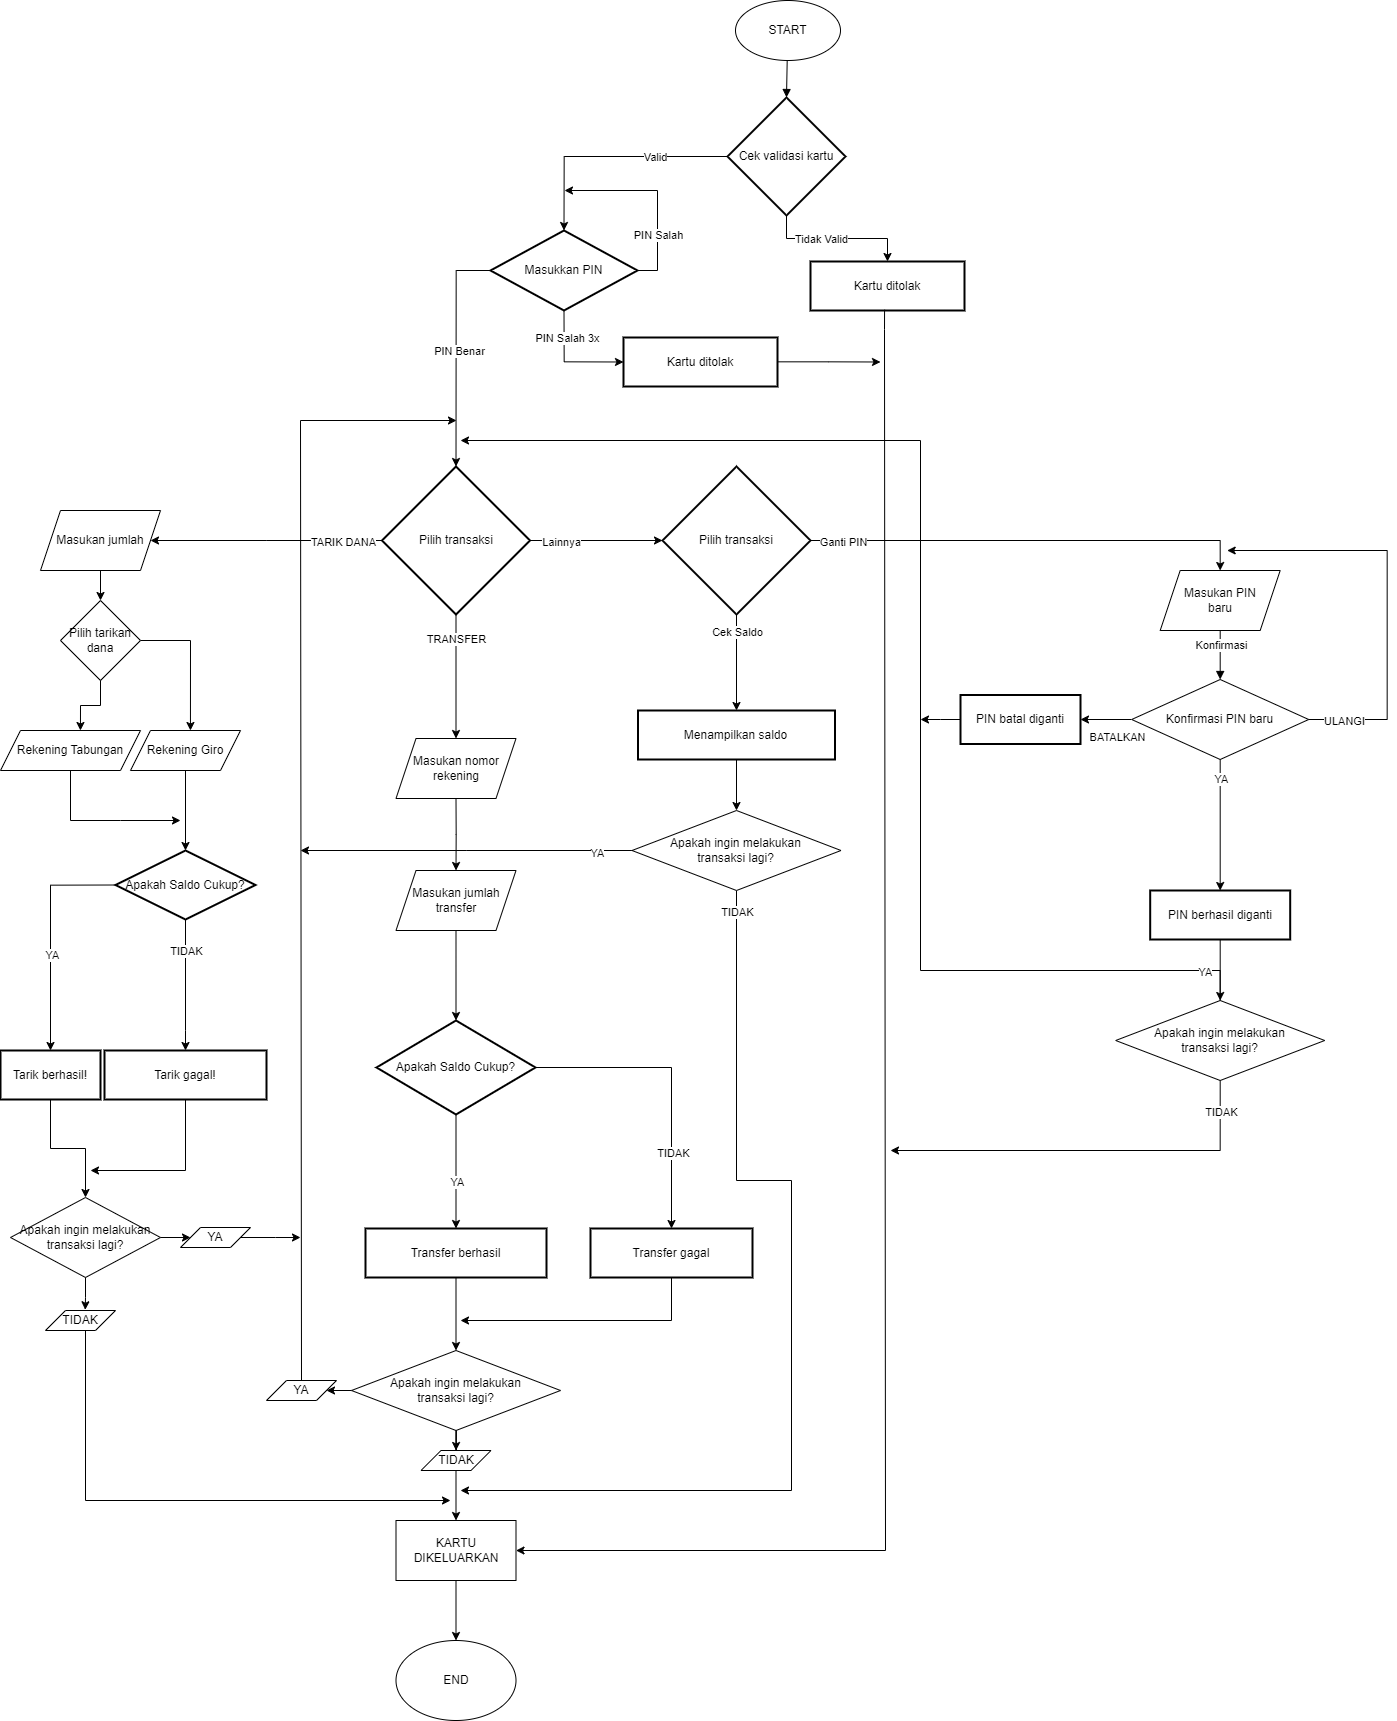 START
Cek validasi kartu
Valid
PIN Salah
Tidak Valid
Masukkan PIN
Kartu ditolak
PIN Salah 3x
PIN Benar
Kartu ditolak
Masukan jumlah
TARIK DANA
Pilih transaksi
Lainnya
Pilih transaksi
Ganti PIN
Masukan PIN
baru
Pilih tarikan
dana
TRANSFER
Cek Saldo
Konfirmasi
Rekening Tabungan
Rekening Giro
Menampilkan saldo
PIN batal diganti
BATALKAN
Konfirmasi PIN baru
ULANGI
Masukan nomor
rekening
YA
YA
Apakah ingin melakukan
transaksi lagi?
Apakah Saldo Cukup?
Masukan jumlah
transfer
TIDAK
PIN berhasil diganti
YA
TIDAK
YA
Apakah ingin melakukan
transaksi lagi?
Tarik berhasil!
Tarik gagal!
Apakah Saldo Cukup?
TIDAK
TIDAK
YA
Apakah ingin melakukan
transaksi lagi?
YA
Transfer berhasil
Transfer gagal
TIDAK
YA
Apakah ingin melakukan
transaksi lagi?
TIDAK
KARTU
DIKELUARKAN
END